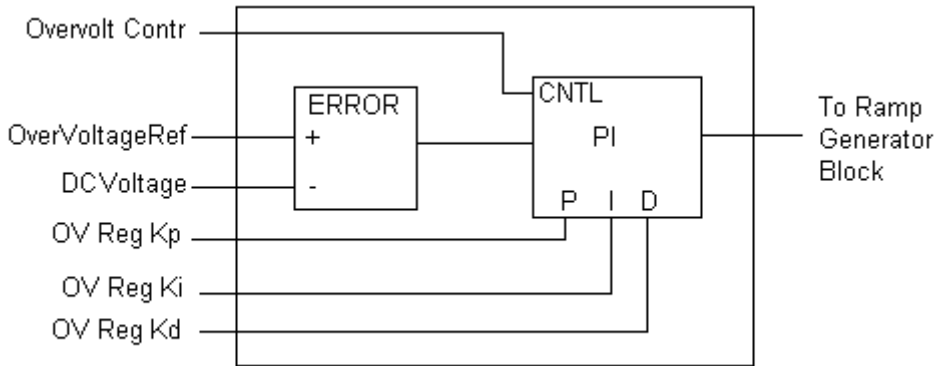 Overvolt Contr
CNTL
ERROR
OverVoltageRef
+
PI
To Ramp
Generator
Block
DCVoltage
-
P I D
OV Reg Kp
OV Reg Ki
OV Reg Kd